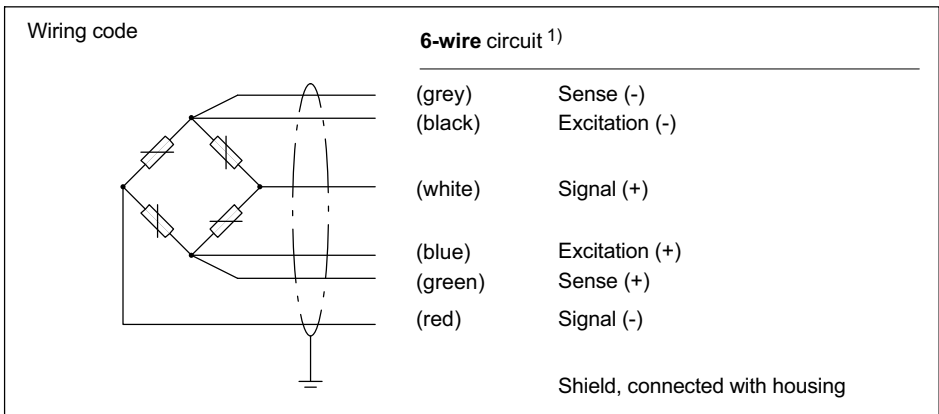 Wiring code
6-wire circuit 1)
(grey) Sense (-)
(black) Excitation (-)
(white) Signal (+)
(blue) Excitation (+)
(green) Sense (+)
(red) Signal (-)
Shield, connected with housing